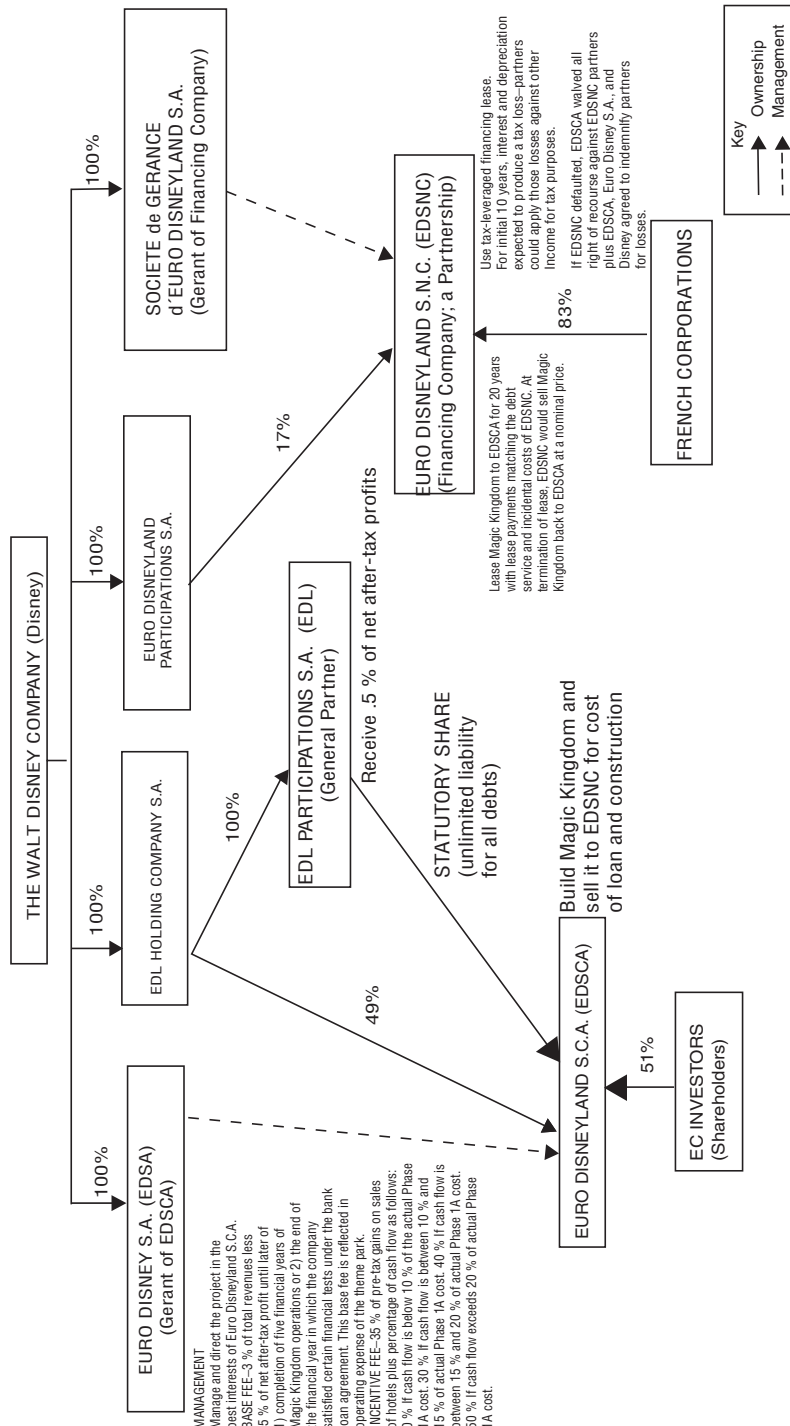 THE WALT DISNEY COMPANY (Disney)
100%
100%
100%
100%
EURO DISNEY S.A. (EDSA)
(Gerant of EDSCA)
EDL HOLDING COMPANY S.A.
EURO DISNEYLAND
PARTICIPATIONS S.A.
SOCIETE de GERANCE
d´EURO DISNEYLAND S.A.
(Gerant of Financing Company)
MANAGEMENT
Manage and direct the project in the
best interests of Euro Disneyland S.C.A.
BASE FEE–3 % of total revenues less
.5 % of net after-tax profit until later of
1) completion of five financial years of
Magic Kingdom operations or 2) the end of
the financial year in which the company
satisfied certain financial tests under the bank
loan agreement. This base fee is reflected in
operating expense of the theme park.
INCENTIVE FEE–35 % of pre-tax gains on sales
of hotels plus percentage of cash flow as follows:
0 % If cash flow is below 10 % of the actual Phase
1A cost. 30 % If cash flow is between 10 % and
15 % of actual Phase 1A cost. 40 % If cash flow is
between 15 % and 20 % of actual Phase 1A cost.
50 % If cash flow exceeds 20 % of actual Phase
1A cost.
100%
49%
17%
EDL PARTICIPATIONS S.A. (EDL)
(General Partner)
Receive .5 % of net after-tax profits
STATUTORY SHARE
(unlimited liability
for all debts)
EURO DISNEYLAND S.N.C. (EDSNC)
(Financing Company; a Partnership)
Lease Magic Kingdom to EDSCA for 20 years
with lease payments matching the debt
service and incidental costs of EDSNC. At
termination of lease, EDSNC would sell Magic
Kingdom back to EDSCA at a nominal price.
83%
Use tax-leveraged financing lease.
For initial 10 years, interest and depreciation
expected to produce a tax loss–partners
could apply those losses against other
Income for tax purposes.
If EDSNC defaulted, EDSCA waived all
right of recourse against EDSNC partners
plus EDSCA, Euro Disney S.A., and
Disney agreed to indemnify partners
for losses.
EURO DISNEYLAND S.C.A. (EDSCA)
Build Magic Kingdom and
sell it to EDSNC for cost
of loan and construction
51%
EC INVESTORS
(Shareholders)
FRENCH CORPORATIONS
Key
Ownership
Management